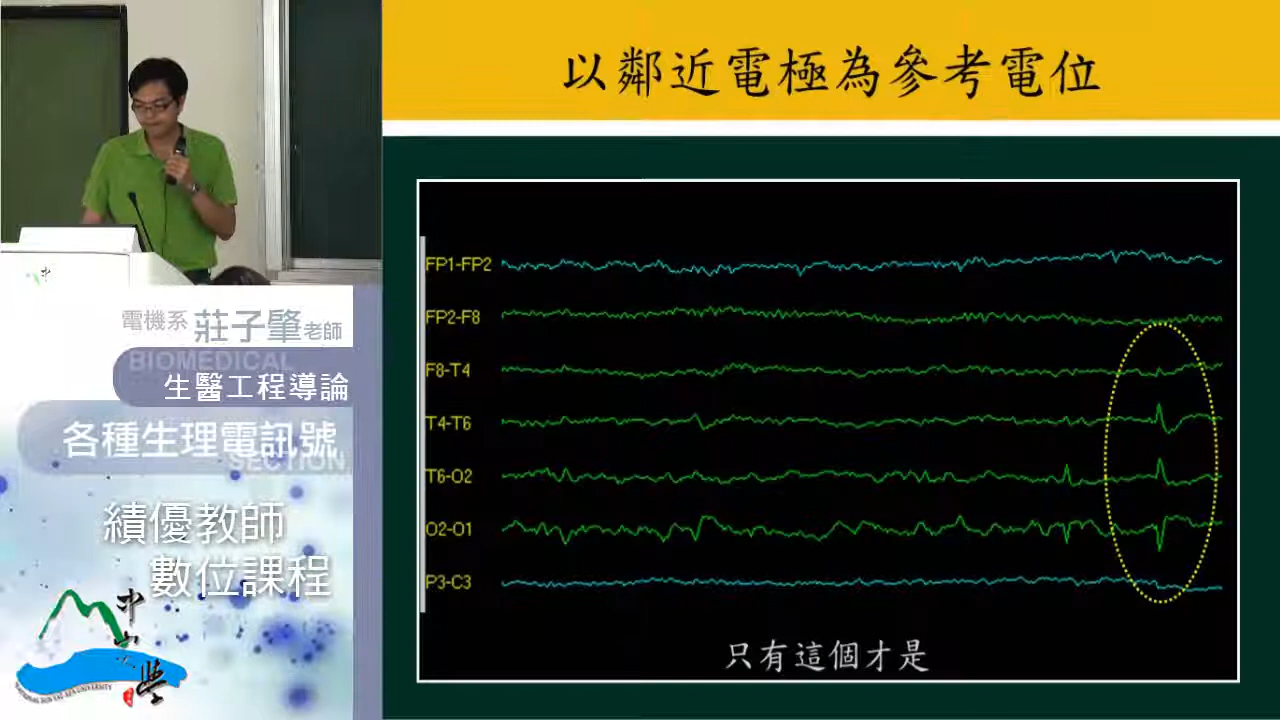 以鄰近電極為參考電位
FP1-FP2
FP2-F8
F8-T4
T4-T6
T6-O2
O2-O1
P3-C3
只有這個才是
電機系 莊子肇 老師
BIOMEDICAL
生醫工程導論
各種生理電訊號
SECTION
績優教師
數位課程